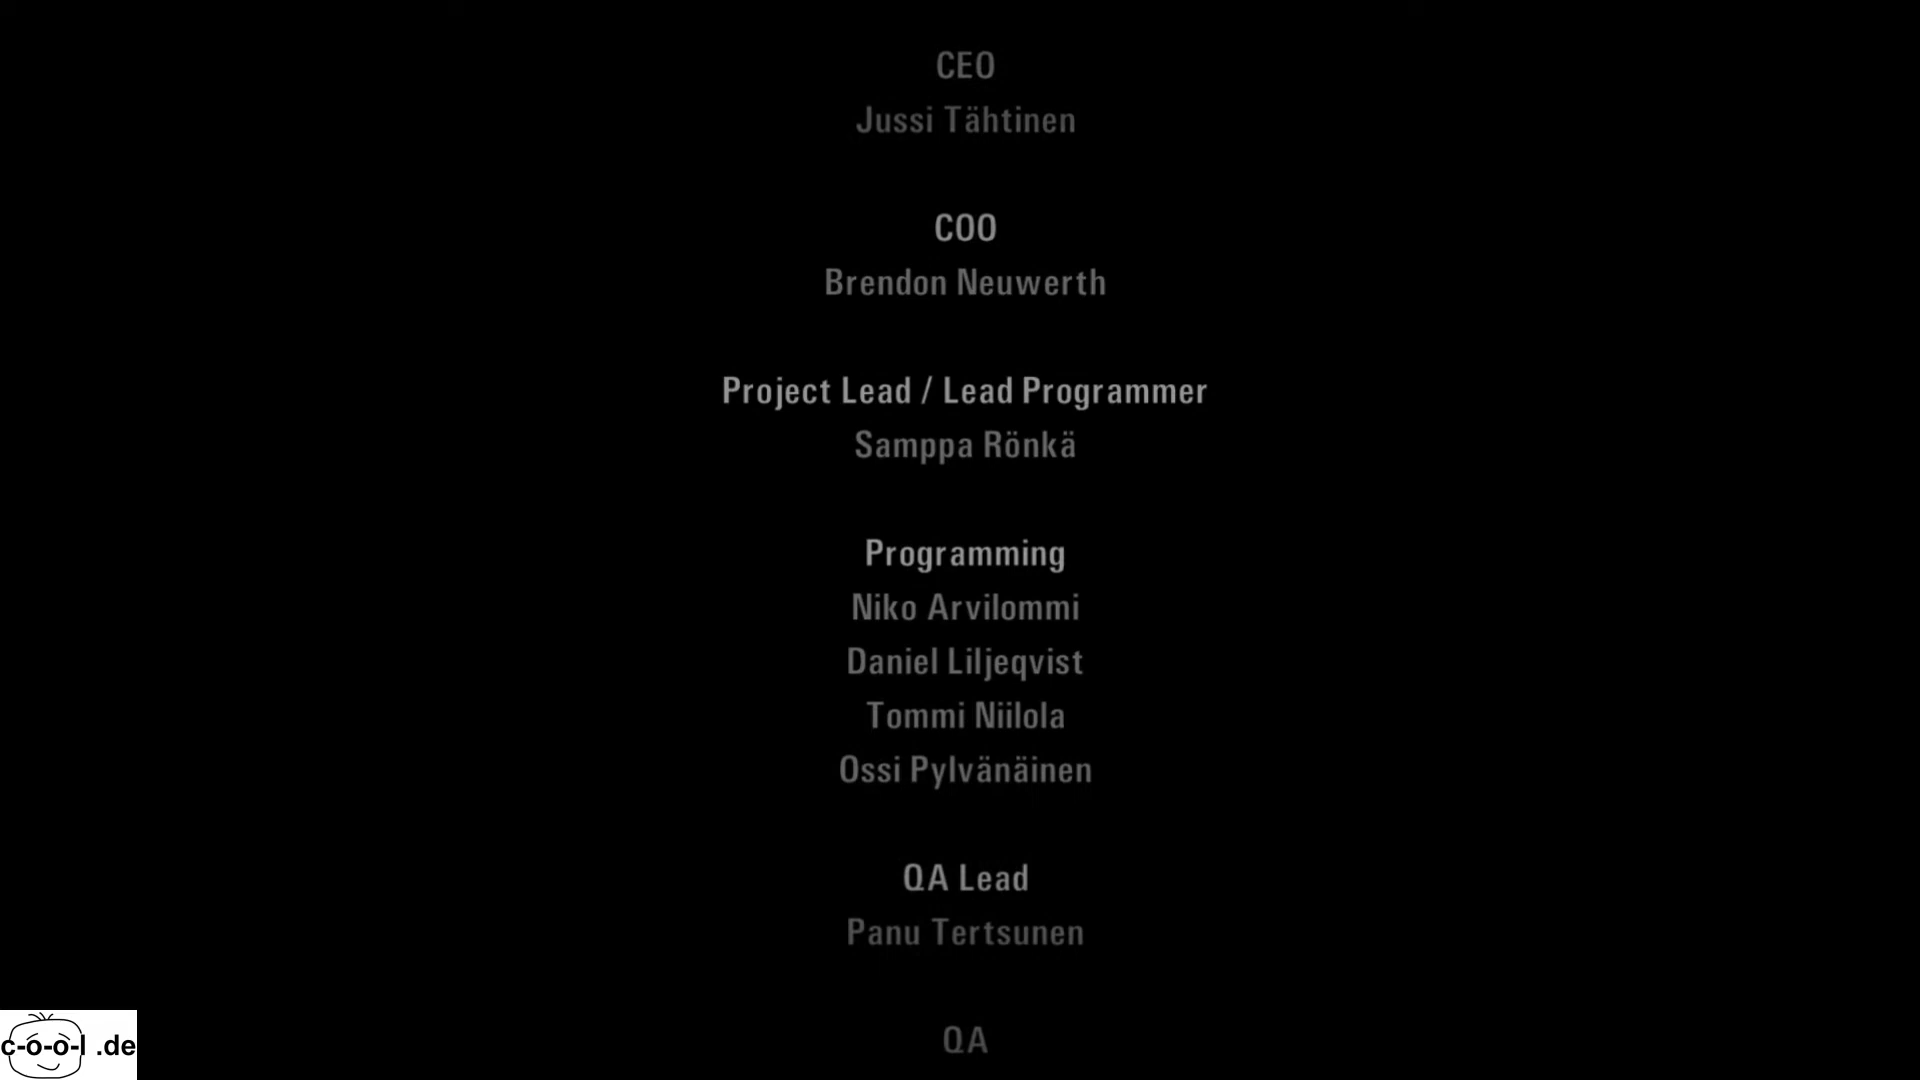 CEO
Jussi Tähtinen
COO
Brendon Neuwerth
Project Lead / Lead Programmer
Samppa Rönkä
Programming
Niko Arvilommi
Daniel Liljeqvist
Tommi Niilola
Ossi Pylvänäinen
QA Lead
Panu Tertsunen
QA
c-o-o-l .de